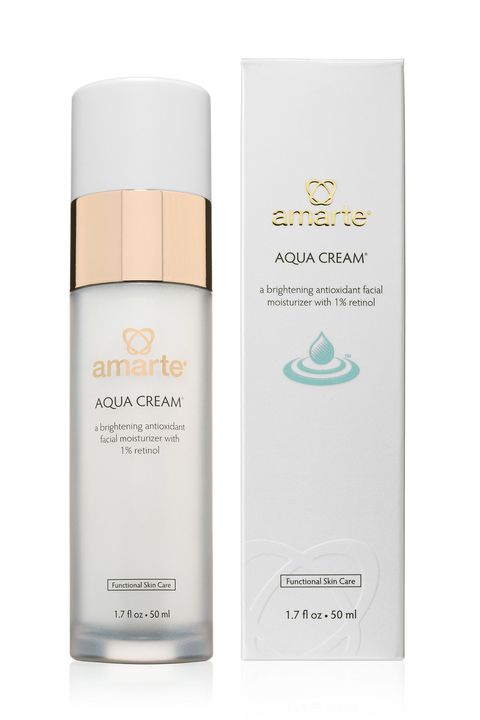 amarte®
AQUA CREAM®
a brightening antioxidant
facial moisturizer with
1% retinol
Functional Skin Care
1.7 fl oz • 50 ml
amarte®
AQUA CREAM®
a brightening antioxidant facial
moisturizer with 1% retinol
™
Functional Skin Care
1.7 fl oz • 50 ml